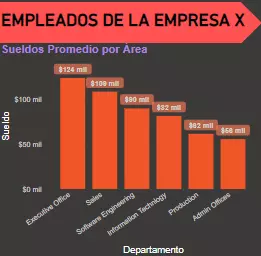 EMPLEADOS DE LA EMPRESA X
Sueldos Promedio por Área
$124 mil
$109 mil
$90 mil
$82 mil
$62 mil
$56 mil
$100 mil
$50 mil
$0 mil
Sueldo
Executive Office
Sales
Software Engineering
Information Technology
Production
Admin Offices
Departamento